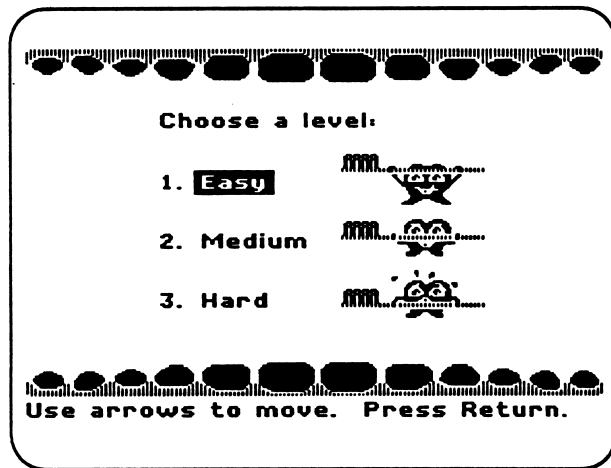 Choose a level:
1. Easy
2. Medium
3. Hard
Use arrows to move. Press Return.